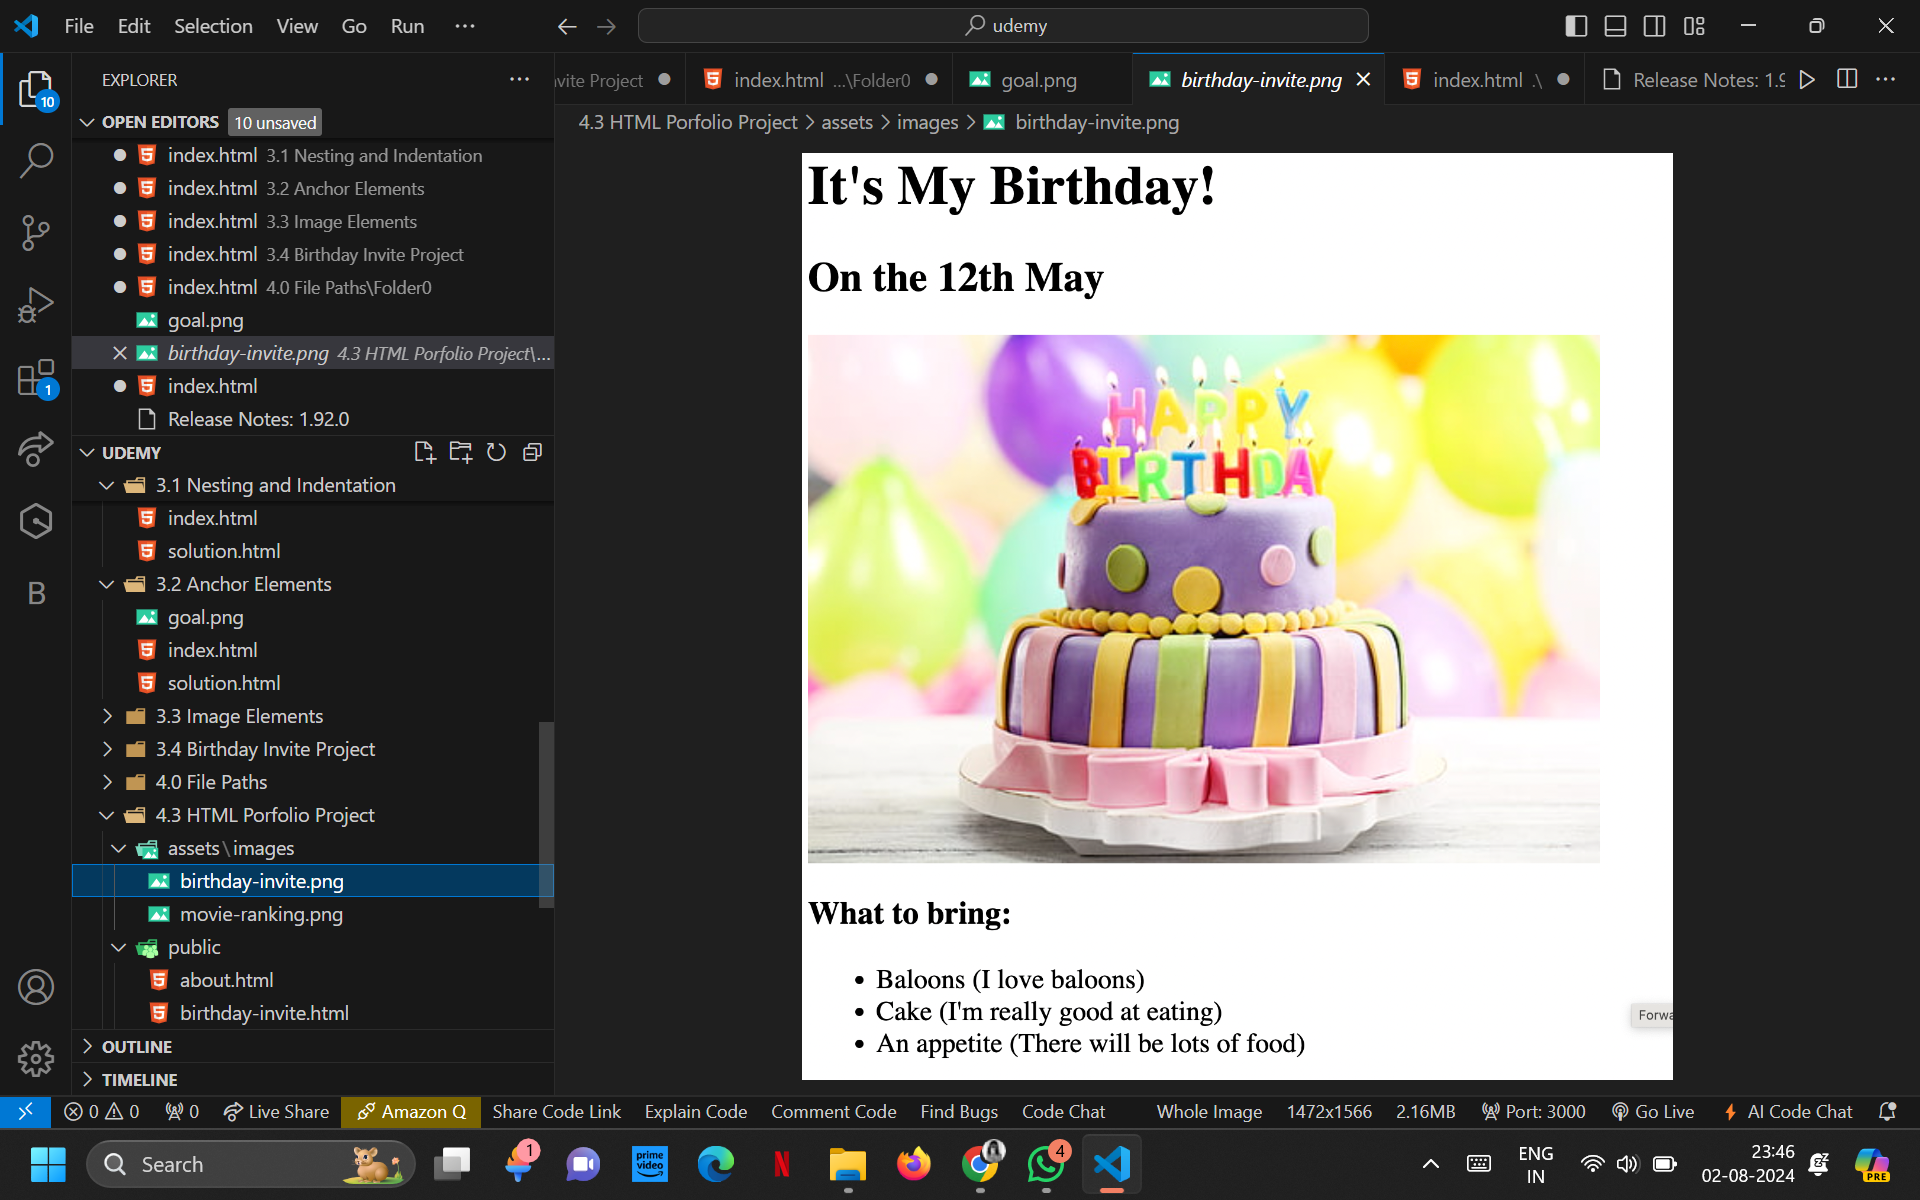 File Edit Selection View Go Run ··· udemy
EXPLORER ···
OPEN EDITORS 10 unsaved
index.html 3.1 Nesting and Indentation
index.html 3.2 Anchor Elements
index.html 3.3 Image Elements
index.html 3.4 Birthday Invite Project
index.html 4.0 File Paths\Folder0
goal.png
birthday-invite.png 4.3 HTML Porfolio Project\...
index.html
Release Notes: 1.92.0
UDEMY
3.1 Nesting and Indentation
index.html
solution.html
3.2 Anchor Elements
goal.png
index.html
solution.html
3.3 Image Elements
3.4 Birthday Invite Project
4.0 File Paths
4.3 HTML Porfolio Project
assets\images
birthday-invite.png
movie-ranking.png
public
about.html
birthday-invite.html
OUTLINE
TIMELINE
10
1
B
Project index.html ...\Folder0 goal.png birthday-invite.png index.html .\ Release Notes: ···
4.3 HTML Porfolio Project > assets > images > birthday-invite.png
It's My Birthday!
On the 12th May
HAPPY
BIRTHDAY
What to bring:
• Baloons (I love baloons)
• Cake (I'm really good at eating)
• An appetite (There will be lots of food)
0 0 0 Live Share Amazon Q Share Code Link Explain Code Comment Code Find Bugs Code Chat Whole Image 1472x1566 2.16MB Port: 3000 Go Live AI Code Chat
Search 1 prime video N 4 ENG IN 23:46
02-08-2024 PRE